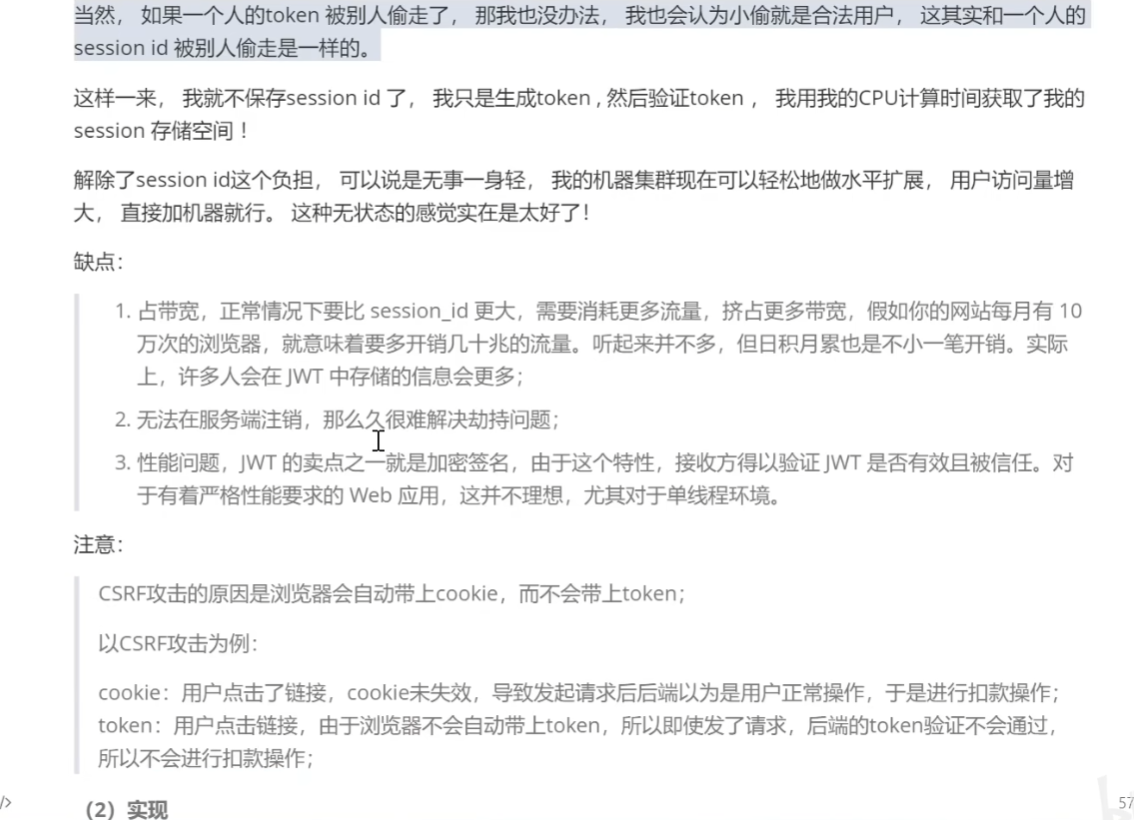 当然， 如果一个人的token 被别人偷走了， 那我也没办法， 我也会认为小偷就是合法用户， 这其实和一个人的
session id 被别人偷走是一样的。
这样一来， 我就不保存session id 了， 我只是生成token , 然后验证token ， 我用我的CPU计算时间获取了我的
session 存储空间！
解除了session id这个负担， 可以说是无事一身轻， 我的机器集群现在可以轻松地做水平扩展， 用户访问量增
大， 直接加机器就行。 这种无状态的感觉实在是太好了！
缺点：
1. 占带宽，正常情况下要比 session_id 更大，需要消耗更多流量，挤占更多带宽，假如你的网站每月有 10
万次的浏览器，就意味着要多开销几十兆的流量。听起来并不多，但日积月累也是不小一笔开销。实际
上，许多人会在 JWT 中存储的信息会更多；
2. 无法在服务端注销，那么久很难解决劫持问题；
3. 性能问题，JWT 的卖点之一就是加密签名，由于这个特性，接收方得以验证 JWT 是否有效且被信任。对
于有着严格性能要求的 Web 应用，这并不理想，尤其对于单线程环境。
注意：
CSRF攻击的原因是浏览器会自动带上cookie，而不会带上token；
以CSRF攻击为例：
cookie：用户点击了链接，cookie未失效，导致发起请求后后端以为是用户正常操作，于是进行扣款操作；
token：用户点击链接，由于浏览器不会自动带上token，所以即使发了请求，后端的token验证不会通过，
所以不会进行扣款操作；
（2）实现
/>
57